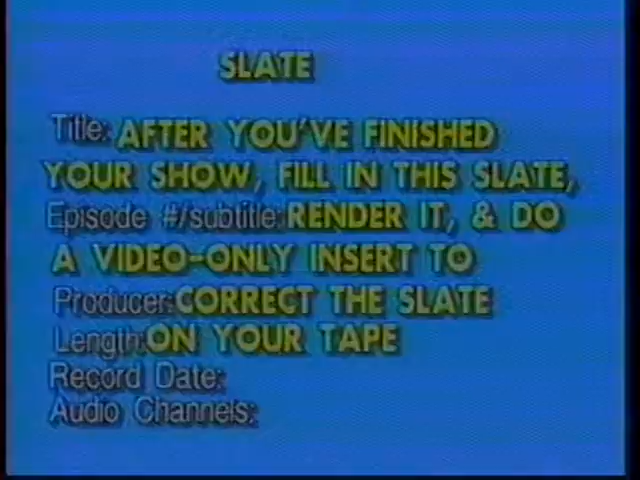 SLATE
Title: AFTER YOU'VE FINISHED
YOUR SHOW, FILL IN THIS SLATE,
Episode #/subtitle: RENDER IT, & DO
A VIDEO-ONLY INSERT TO
Producer: CORRECT THE SLATE
Length: ON YOUR TAPE
Record Date:
Audio Channels: